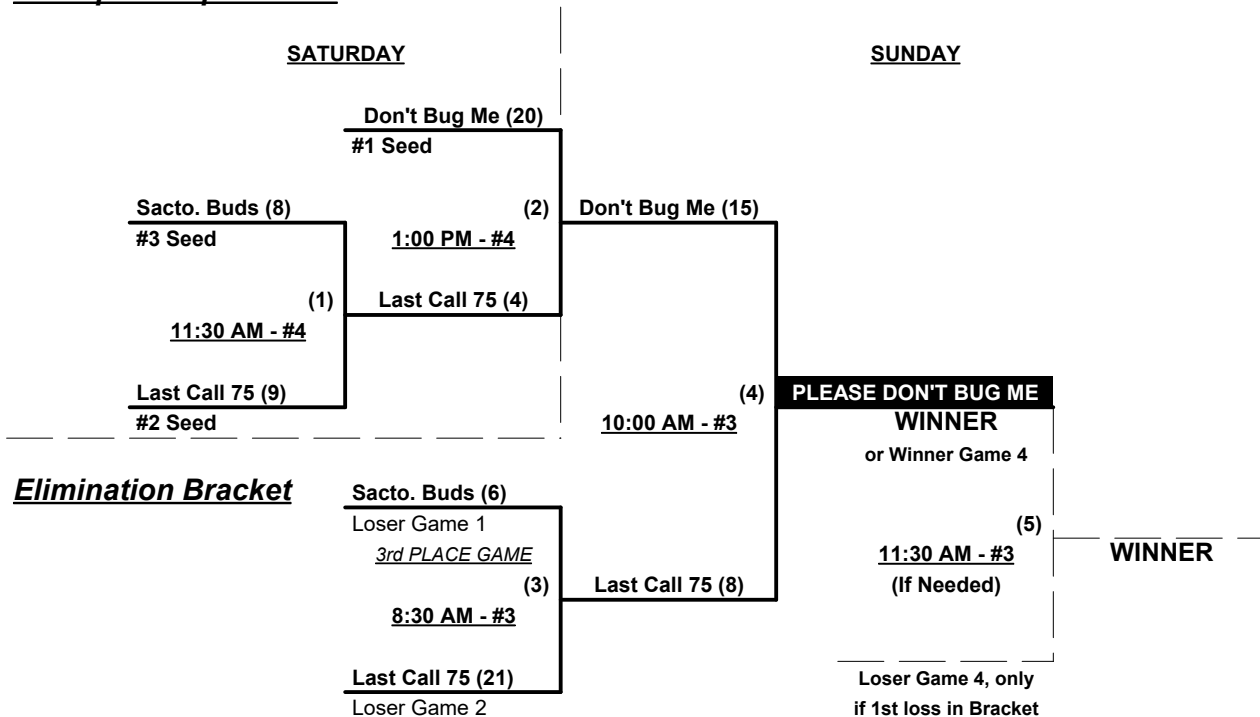 SATURDAY
SUNDAY
Don't Bug Me (20)
#1 Seed
Sacto. Buds (8)
(2)
Don't Bug Me (15)
#3 Seed
1:00 PM - #4
(1)
Last Call 75 (4)
11:30 AM - #4
Last Call 75 (9)
(4)
PLEASE DON'T BUG ME
#2 Seed
10:00 AM - #3
WINNER
or Winner Game 4
Elimination Bracket
Sacto. Buds (6)
Loser Game 1
(5)
3rd PLACE GAME
11:30 AM - #3
WINNER
(3)
Last Call 75 (8)
(If Needed)
8:30 AM - #3
Last Call 75 (21)
Loser Game 4, only
Loser Game 2
if 1st loss in Bracket